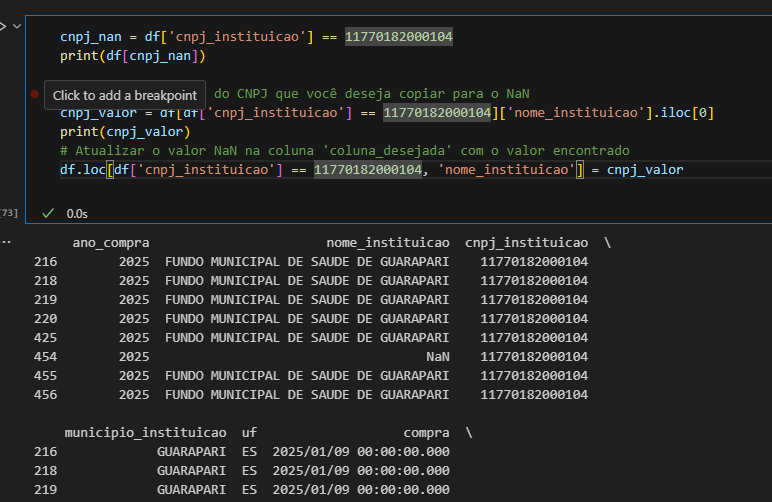 cnpj_nan = df['cnpj_instituicao'] == 11770182000104
print(df[cnpj_nan])
Click to add a breakpoint do CNPJ que você deseja copiar para o NaN
cnpj_valor = df[df['cnpj_instituicao'] == 11770182000104]['nome_instituicao'].iloc[0]
print(cnpj_valor)
# Atualizar o valor NaN na coluna 'coluna_desejada' com o valor encontrado
df.loc[df['cnpj_instituicao'] == 11770182000104, 'nome_instituicao'] = cnpj_valor
[73] 0.0s
... ano_compra nome_instituicao cnpj_instituicao \
216 2025 FUNDO MUNICIPAL DE SAUDE DE GUARAPARI 11770182000104
218 2025 FUNDO MUNICIPAL DE SAUDE DE GUARAPARI 11770182000104
219 2025 FUNDO MUNICIPAL DE SAUDE DE GUARAPARI 11770182000104
220 2025 FUNDO MUNICIPAL DE SAUDE DE GUARAPARI 11770182000104
425 2025 FUNDO MUNICIPAL DE SAUDE DE GUARAPARI 11770182000104
454 2025 NaN 11770182000104
455 2025 FUNDO MUNICIPAL DE SAUDE DE GUARAPARI 11770182000104
456 2025 FUNDO MUNICIPAL DE SAUDE DE GUARAPARI 11770182000104
municipio_instituicao uf compra \
216 GUARAPARI ES 2025/01/09 00:00:00.000
218 GUARAPARI ES 2025/01/09 00:00:00.000
219 GUARAPARI ES 2025/01/09 00:00:00.000